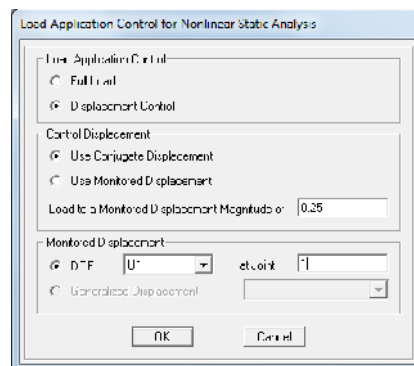 Load Application Control for Nonlinear Static Analysis
Load Application Control
Full Load
Displacement Control
Control Displacement
Use Conjugate Displacement
Use Monitored Displacement
Load to a Monitored Displacement Magnitude of 0.25
Monitored Displacement
DOF U1 at Joint 1
Generalized Displacement
OK Cancel